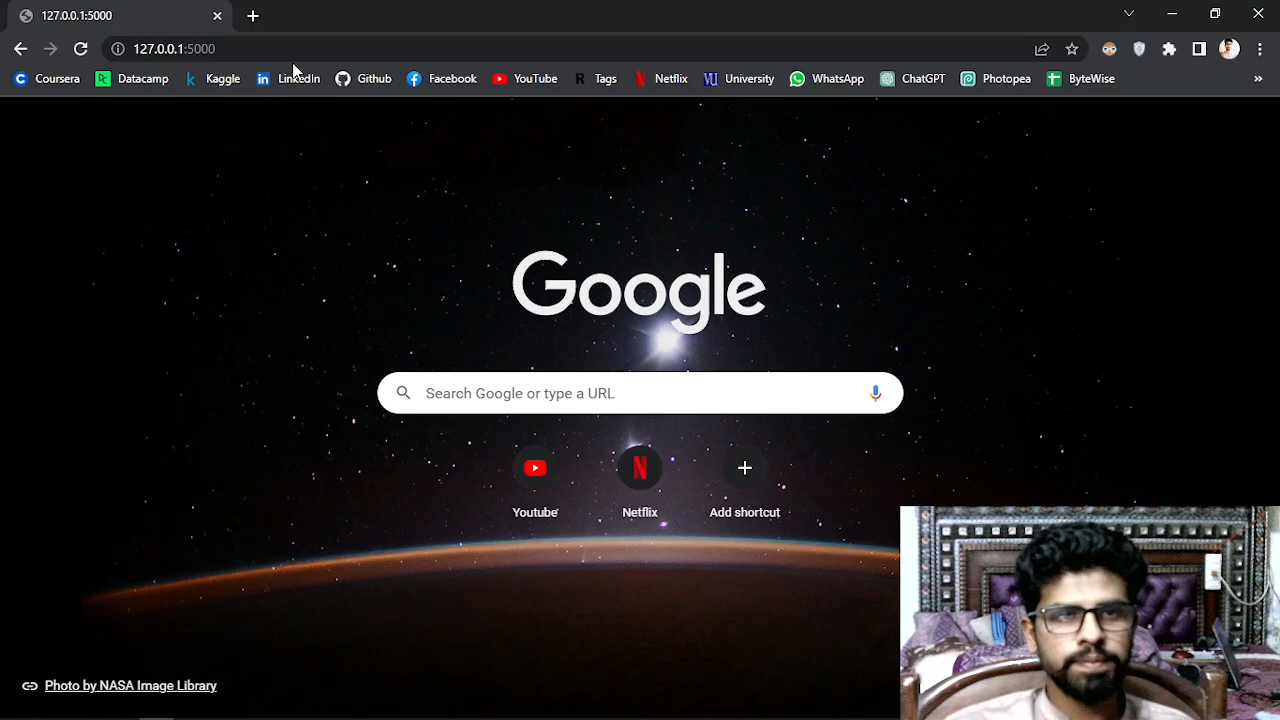 127.0.0.1:5000
127.0.0.1:5000
Coursera Datacamp Kaggle LinkedIn Github Facebook YouTube Tags Netflix University WhatsApp ChatGPT Photopea ByteWise »
Google
Search Google or type a URL
Youtube Netflix Add shortcut
Photo by NASA Image Library